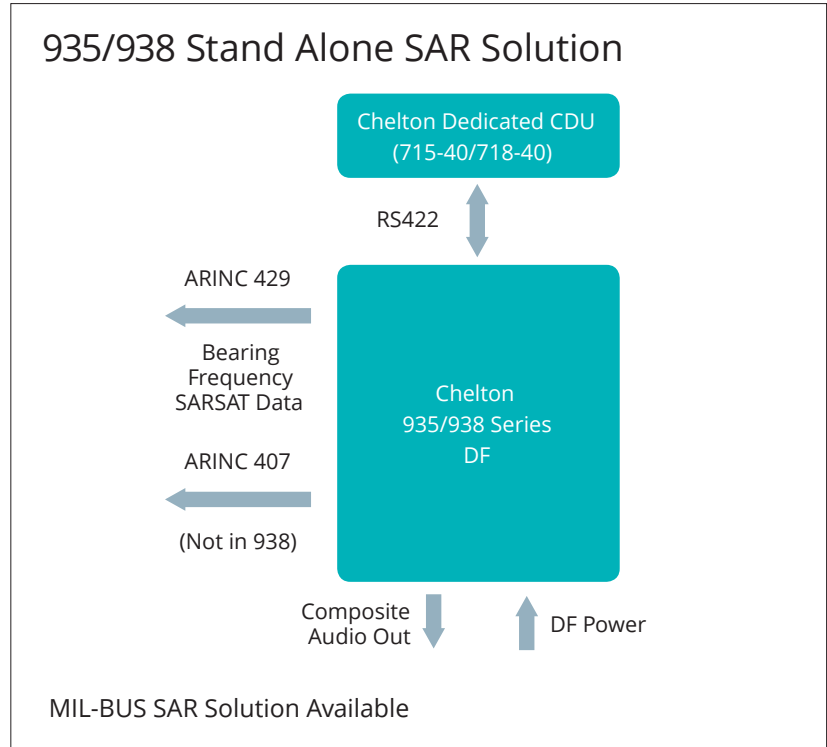 935/938 Stand Alone SAR Solution
Chelton Dedicated CDU
(715-40/718-40)
RS422
ARINC 429
Bearing
Frequency
SARSAT Data
Chelton
935/938 Series
DF
ARINC 407
(Not in 938)
Composite
Audio Out
DF Power
MIL-BUS SAR Solution Available